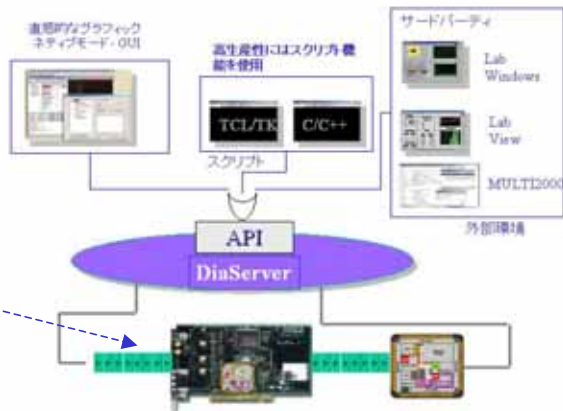 直感的なグラフィック
ネティブモード - GUI
高生産性にはスクリプト機
能を使用
TCL/TK
C/C++
スクリプト
サードパーティ
Lab
Windows
Lab
View
MULTI2000
外部環境
API
DiaServer